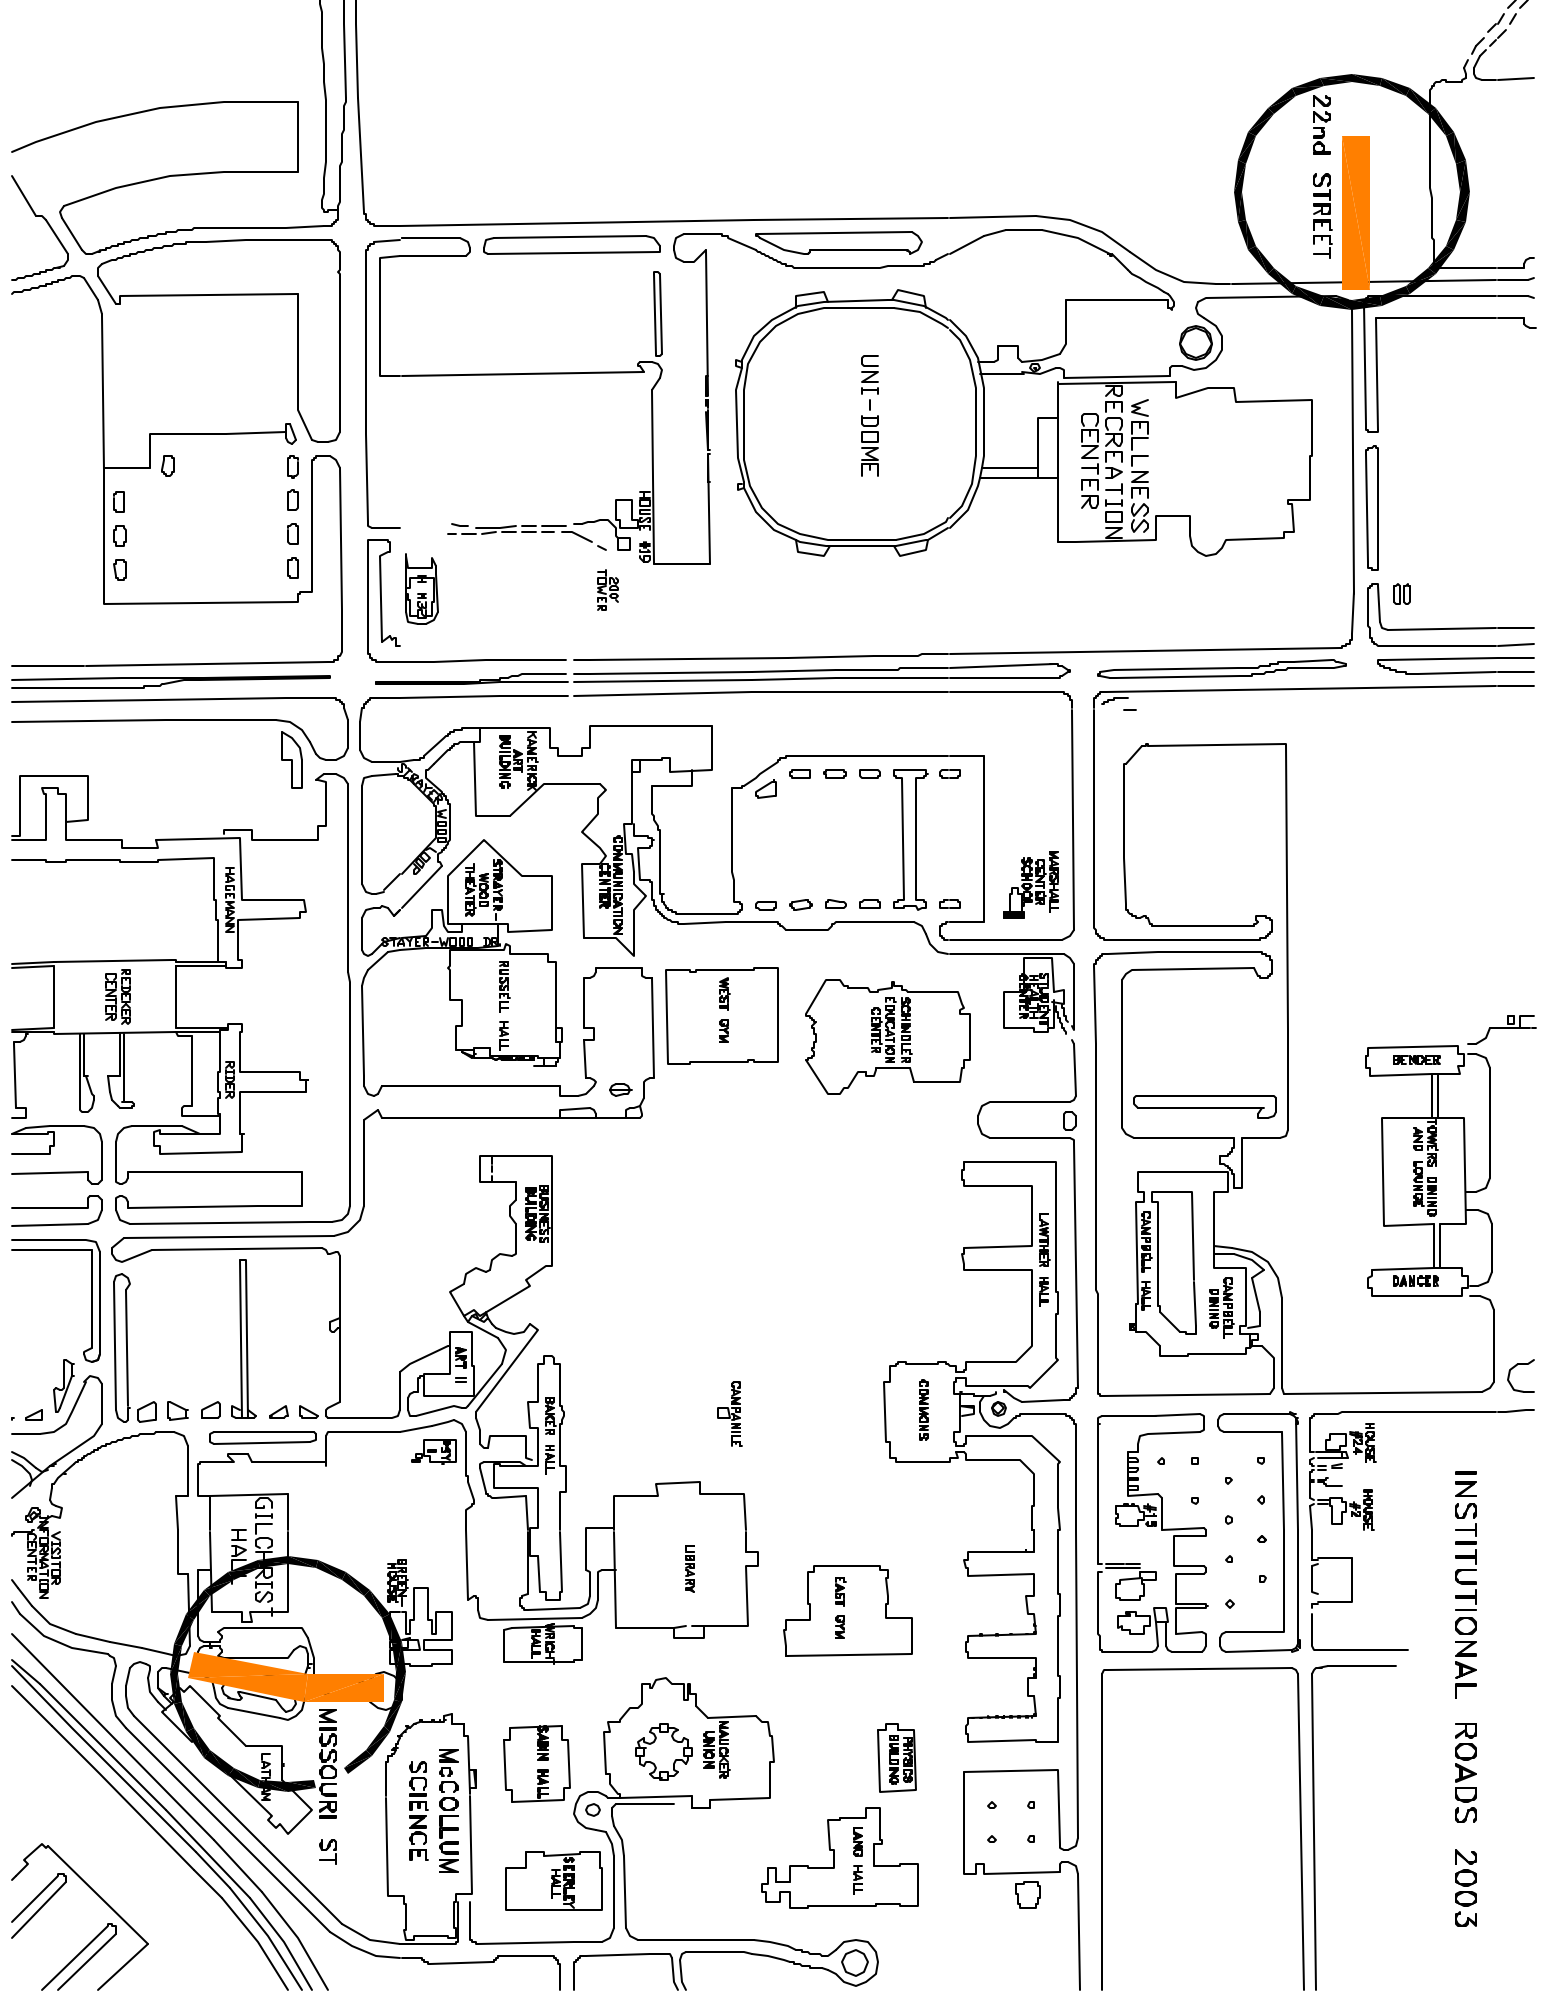 22nd STREET
UNI-DOME
WELLNESS
RECREATION
CENTER
HOUSE #19
200'
TOWER
KAMERICK
ART
BUILDING
STRAYER WOOD
LOOP
STRAYER-
WOOD
THEATER
COMMUNICATION
CENTER
MARSHALL
CENTER
SCHOOL
HAGEMANN
STAYER-WOOD DR
REDEKER
CENTER
RUSSELL HALL
WEST GYM
SCHINDLER
EDUCATION
CENTER
STUDENT
HEALTH
CENTER
BENDER
RIDER
TOWERS DINING
AND LOUNGE
BUSINESS
BUILDING
LAWTHER HALL
CAMPBELL HALL
CAMPBELL
DINING
DANCER
ART II
BAKER HALL
CAMPANILE
COMMONS
HOUSE
#24
HOUSE
#2
PSY.
II
#15
GILCHRIST
HALL
VISITOR
INFORMATION
CENTER
GREEN-
HOUSE
LIBRARY
EAST GYM
WRIGHT
HALL
INSTITUTIONAL ROADS 2003
MISSOURI ST
LATHAM
McCOLLUM
SCIENCE
SABIN HALL
MAUCKER
UNION
PHYSICS
BUILDING
SEERLEY
HALL
LANG HALL